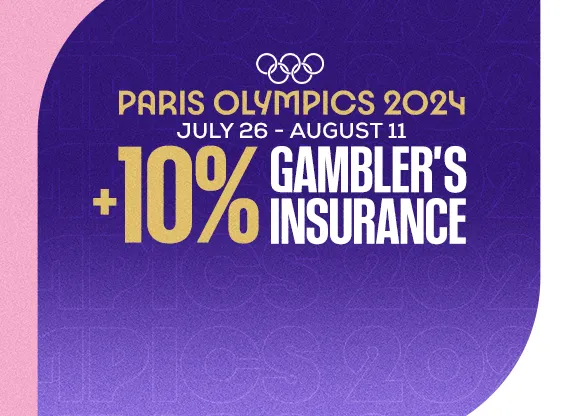 PARIS OLYMPICS 2024
JULY 26 - AUGUST 11
+10% GAMBLER'S
INSURANCE